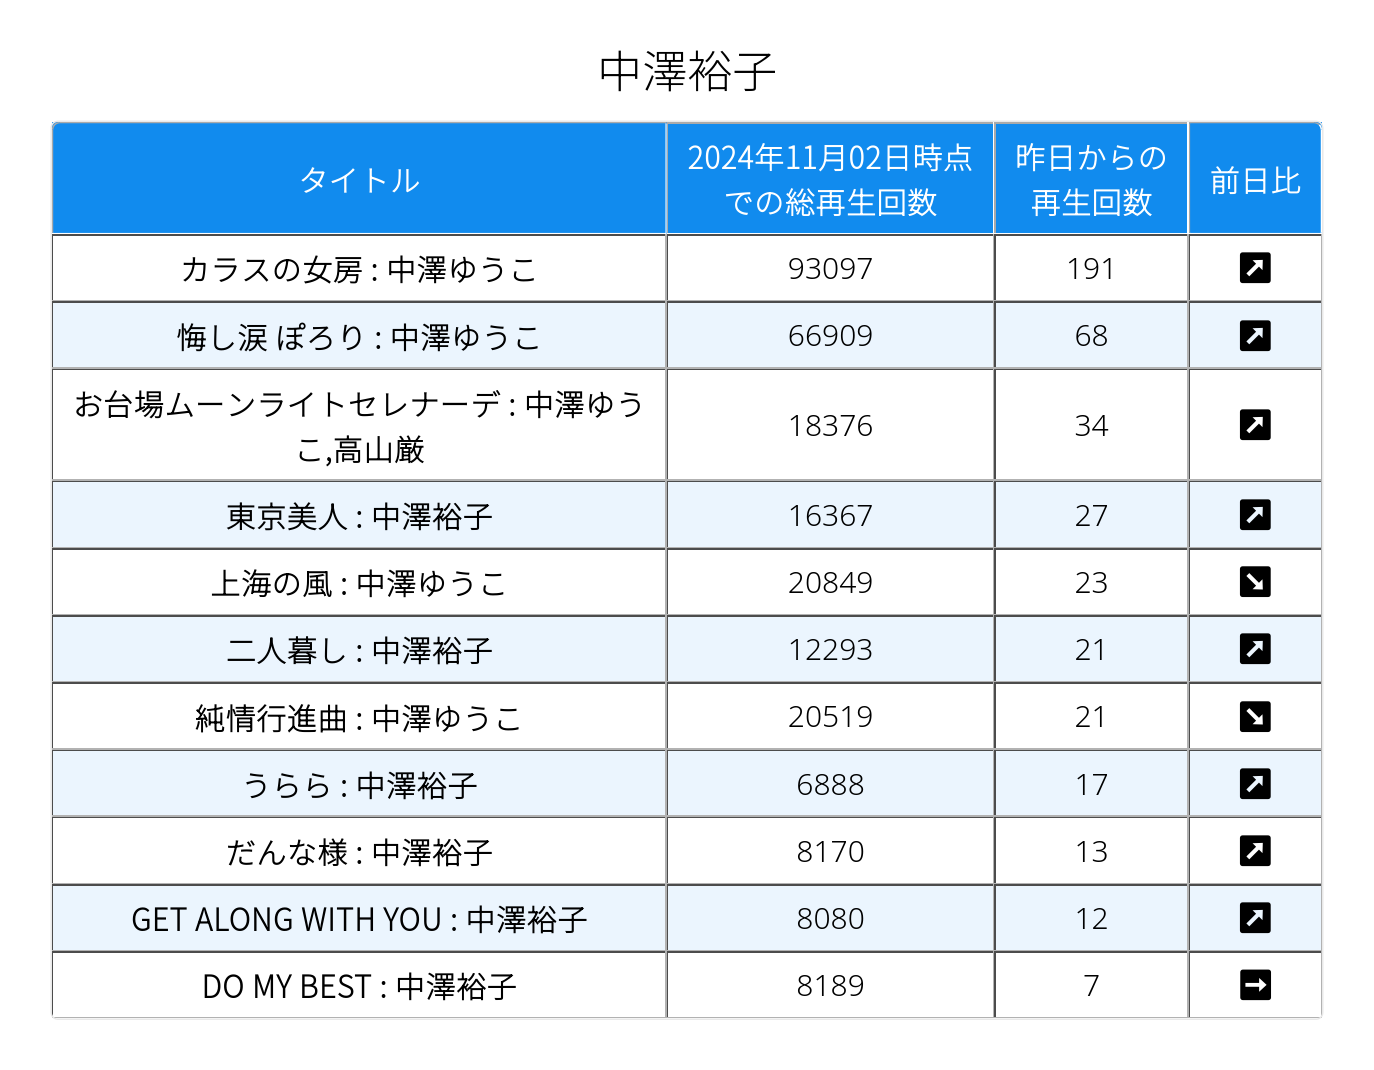 中澤裕子
タイトル
2024年11月02日時点
での総再生回数
昨日からの
再生回数
前日比
カラスの女房 : 中澤ゆうこ 93097 191 ↗
悔し涙 ぽろり : 中澤ゆうこ 66909 68 ↗
お台場ムーンライトセレナーデ : 中澤ゆう
こ,高山厳 18376 34 ↗
東京美人 : 中澤裕子 16367 27 ↗
上海の風 : 中澤ゆうこ 20849 23 ↘
二人暮し : 中澤裕子 12293 21 ↗
純情行進曲 : 中澤ゆうこ 20519 21 ↘
うらら : 中澤裕子 6888 17 ↗
だんな様 : 中澤裕子 8170 13 ↗
GET ALONG WITH YOU : 中澤裕子 8080 12 ↗
DO MY BEST : 中澤裕子 8189 7 →